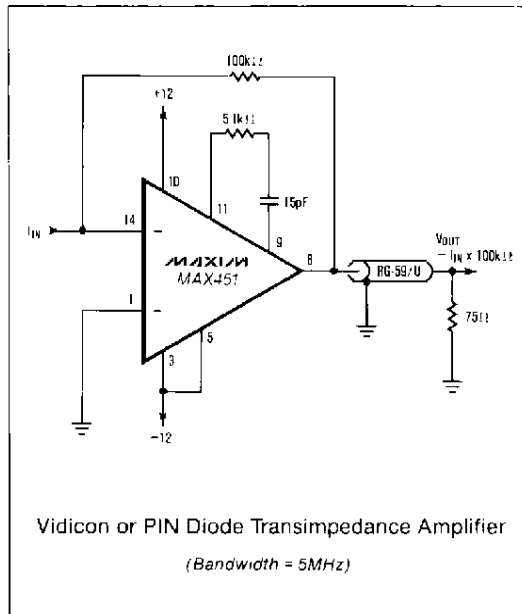 100kΩ
+12
5.1kΩ
10
11
15pF
IIN
14
−
9
MAXIM
MAX451
8
RG-59/U
VOUT
− IIN x 100kΩ
1
−
5
75Ω
3
−12
Vidicon or PIN Diode Transimpedance Amplifier
(Bandwidth = 5MHz)